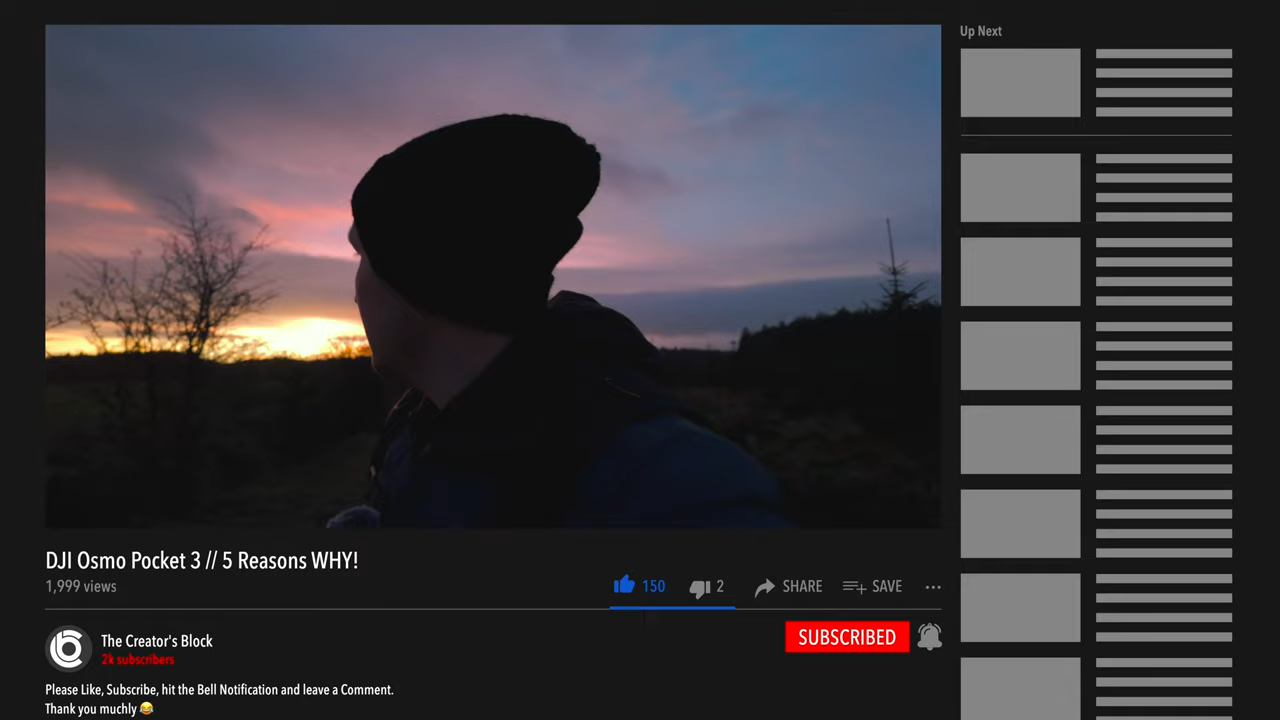 Up Next
DJI Osmo Pocket 3 // 5 Reasons WHY!
1,999 views
150
2
SHARE
SAVE
The Creator's Block
2k subscribers
SUBSCRIBED
Please Like, Subscribe, hit the Bell Notification and leave a Comment.
Thank you muchly 😂